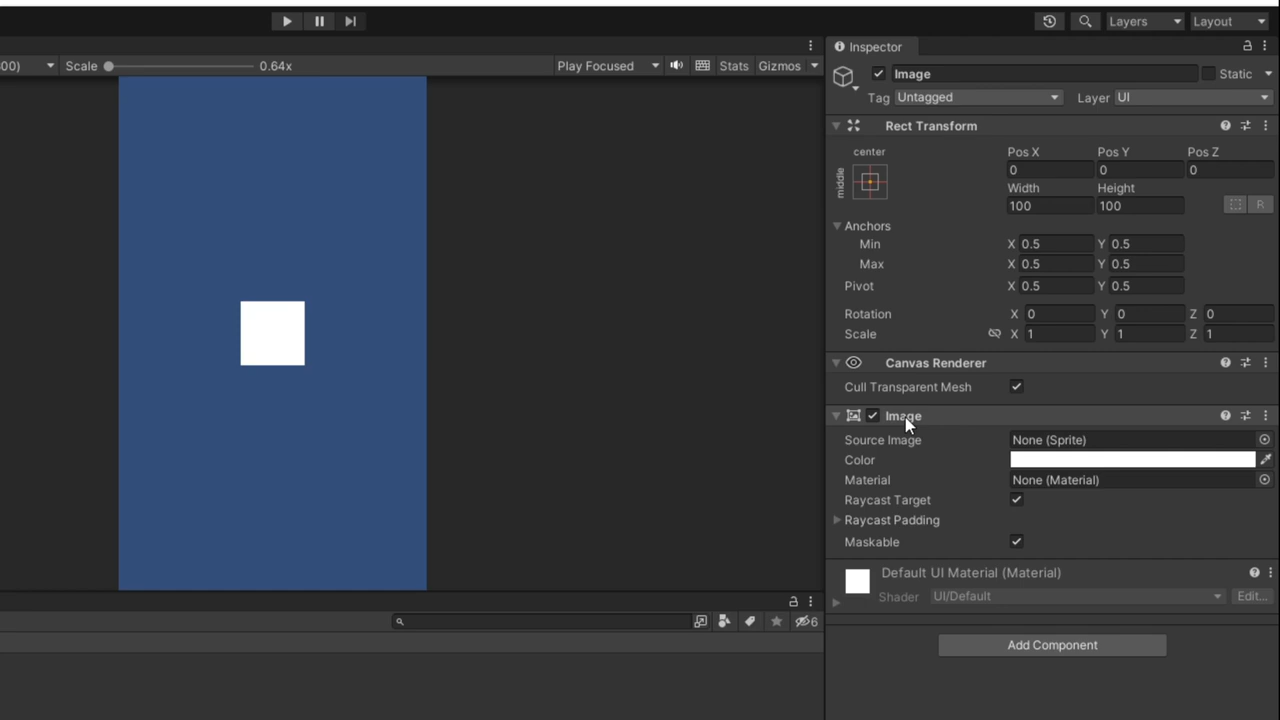 Layers Layout
00) Scale 0.64x Play Focused Stats Gizmos
Inspector
Image Static
Tag Untagged Layer UI
Rect Transform
center
middle
Pos X Pos Y Pos Z
0 0 0
Width Height
100 100
R
Anchors
Min X 0.5 Y 0.5
Max X 0.5 Y 0.5
Pivot X 0.5 Y 0.5
Rotation X 0 Y 0 Z 0
Scale X 1 Y 1 Z 1
Canvas Renderer
Cull Transparent Mesh
Image
Source Image None (Sprite)
Color
Material None (Material)
Raycast Target
Raycast Padding
Maskable
Default UI Material (Material)
Shader UI/Default Edit...
6
Add Component